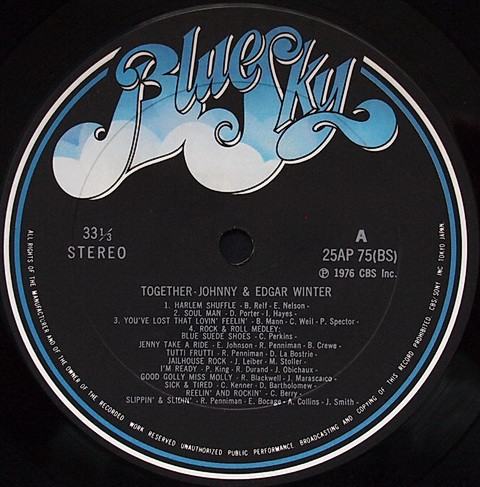 Blue Sky
33⅓
STEREO
A
25AP 75(BS)
℗ 1976 CBS Inc.
TOGETHER-JOHNNY & EDGAR WINTER
1. HARLEM SHUFFLE - B. Relf - E. Nelson -
2. SOUL MAN - D. Porter - I. Hayes -
3. YOU'VE LOST THAT LOVIN' FEELIN' - B. Mann - C. Weil - P. Spector -
4. ROCK & ROLL MEDLEY:
BLUE SUEDE SHOES - C. Perkins -
JENNY TAKE A RIDE - E. Johnson - R. Penniman - B. Crewe -
TUTTI FRUTTI - R. Penniman - D. La Bostrie -
JAILHOUSE ROCK - J. Leiber - M. Stoller -
I'M READY - P. King - R. Durand - J. Obichaux -
GOOD GOLLY MISS MOLLY - R. Blackwell - J. Marascalco -
SICK & TIRED - C. Kenner - D. Bartholomew -
REELIN' AND ROCKIN' - C. Berry -
SLIPPIN' & SLIDIN' - R. Penniman - E. Bocage - A. Collins - J. Smith -
ALL RIGHTS OF THE MANUFACTURER AND OF THE OWNER OF THE RECORDED WORK RESERVED UNAUTHORIZED PUBLIC PERFORMANCE, BROADCASTING AND COPYING OF THIS RECORD PROHIBITED. CBS/SONY INC. TOKYO JAPAN.